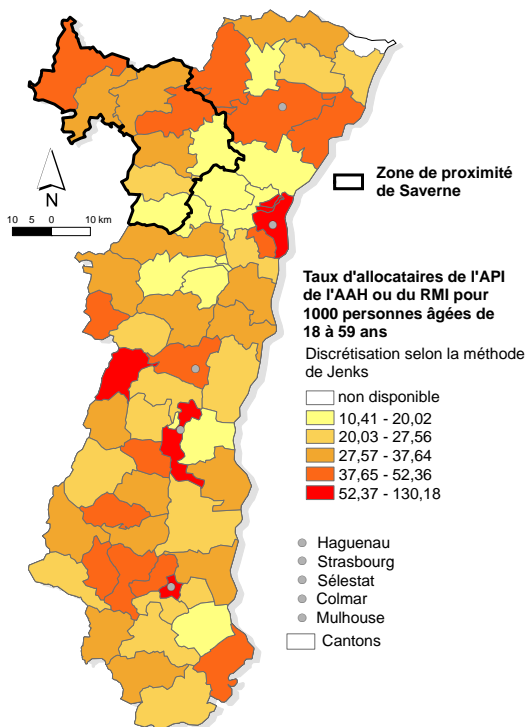 Zone de proximité
de Saverne
N
10 5 0 10 km
Taux d'allocataires de l'API
de l'AAH ou du RMI pour
1000 personnes âgées de
18 à 59 ans
Discrétisation selon la méthode
de Jenks
non disponible
10,41 - 20,02
20,03 - 27,56
27,57 - 37,64
37,65 - 52,36
52,37 - 130,18
Haguenau
Strasbourg
Sélestat
Colmar
Mulhouse
Cantons